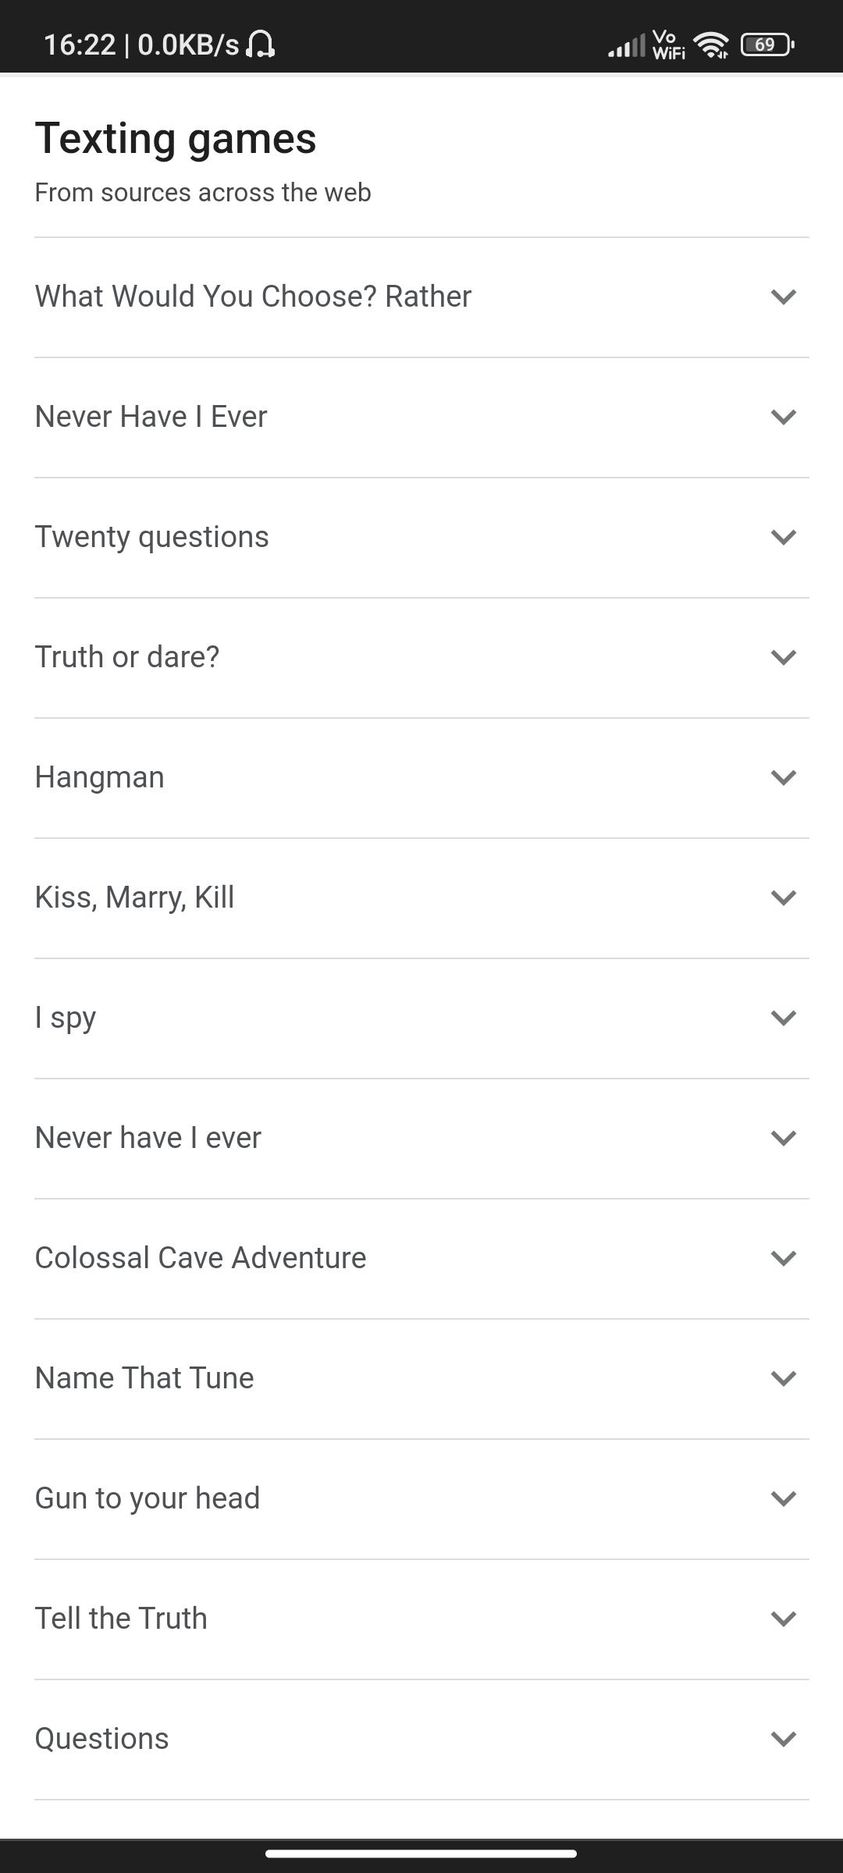 16:22 | 0.0KB/s
Vo
WiFi
69
Texting games
From sources across the web
What Would You Choose? Rather
Never Have I Ever
Twenty questions
Truth or dare?
Hangman
Kiss, Marry, Kill
I spy
Never have I ever
Colossal Cave Adventure
Name That Tune
Gun to your head
Tell the Truth
Questions